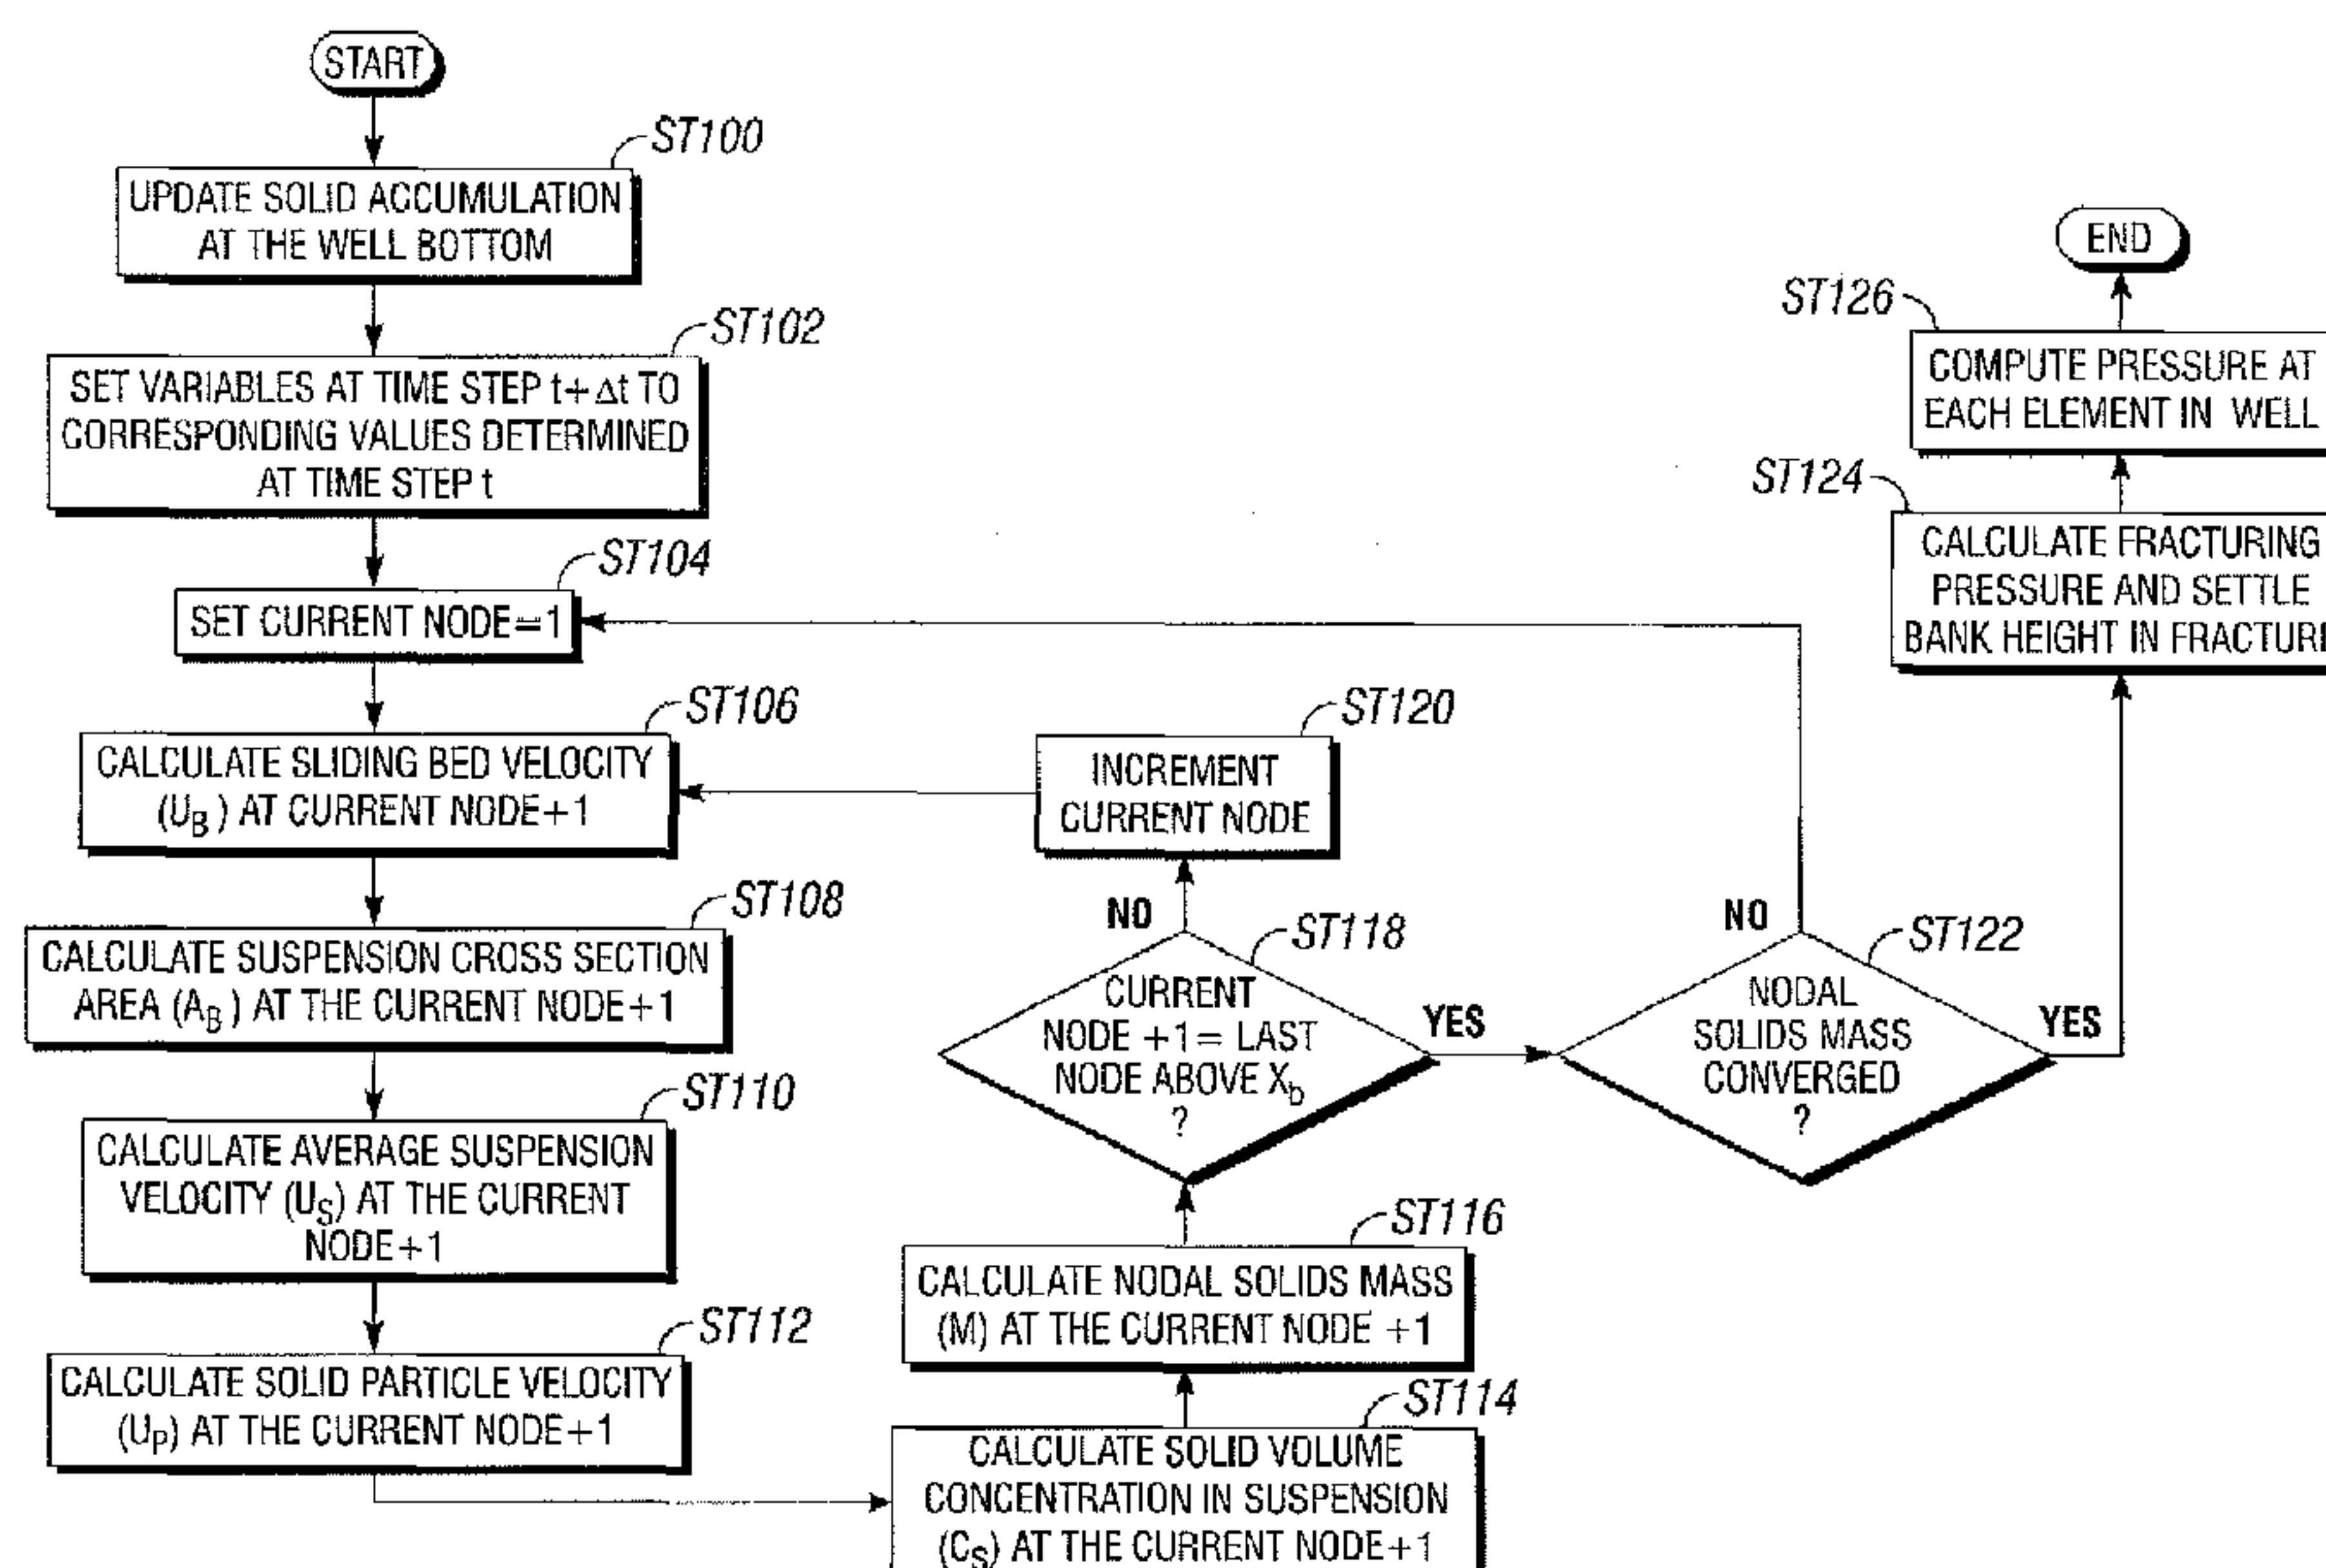 START
ST100
UPDATE SOLID ACCUMULATION
AT THE WELL BOTTOM
ST102
SET VARIABLES AT TIME STEP t+Δt TO
CORRESPONDING VALUES DETERMINED
AT TIME STEP t
ST104
SET CURRENT NODE=1
ST106
CALCULATE SLIDING BED VELOCITY
(U_B) AT CURRENT NODE+1
ST108
CALCULATE SUSPENSION CROSS SECTION
AREA (A_B) AT THE CURRENT NODE+1
ST110
CALCULATE AVERAGE SUSPENSION
VELOCITY (U_S) AT THE CURRENT
NODE+1
ST112
CALCULATE SOLID PARTICLE VELOCITY
(U_P) AT THE CURRENT NODE+1
ST114
CALCULATE SOLID VOLUME
CONCENTRATION IN SUSPENSION
(C_S) AT THE CURRENT NODE+1
ST116
CALCULATE NODAL SOLIDS MASS
(M) AT THE CURRENT NODE +1
ST118
CURRENT
NODE +1= LAST
NODE ABOVE X_b
?
NO
YES
ST120
INCREMENT
CURRENT NODE
ST122
NODAL
SOLIDS MASS
CONVERGED
?
NO
YES
ST124
CALCULATE FRACTURING
PRESSURE AND SETTLE
BANK HEIGHT IN
ST126
COMPUTE PRESSURE AT
EACH ELEMENT IN WELL
END